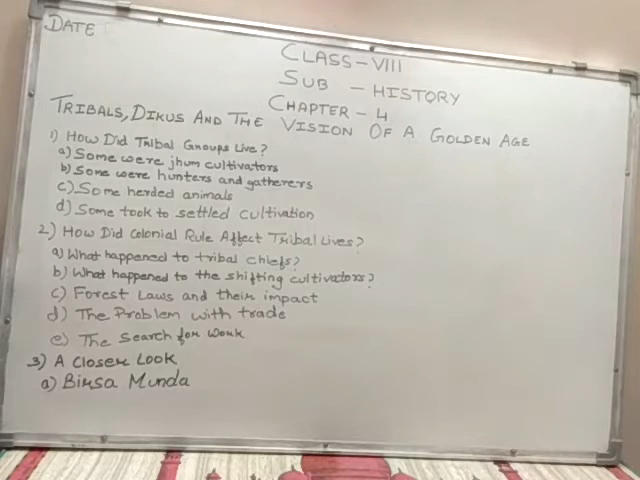 DATE
CLASS-VIII
SUB - HISTORY
CHAPTER - 4
TRIBALS, DIKUS AND THE VISION OF A GOLDEN AGE
1) HOW DID TRIBAL GROUPS LIVE?
a) Some were jhum cultivators
b) Some were hunters and gatherers
c) Some herded animals
d) Some took to settled cultivation
2) HOW DID COLONIAL RULE AFFECT TRIBAL LIVES?
a) What happened to tribal chiefs?
b) What happened to the shifting cultivators?
c) Forest Laws and their impact
d) The Problem with trade
e) The Search for work
3) A CLOSER LOOK
a) Birsa Munda